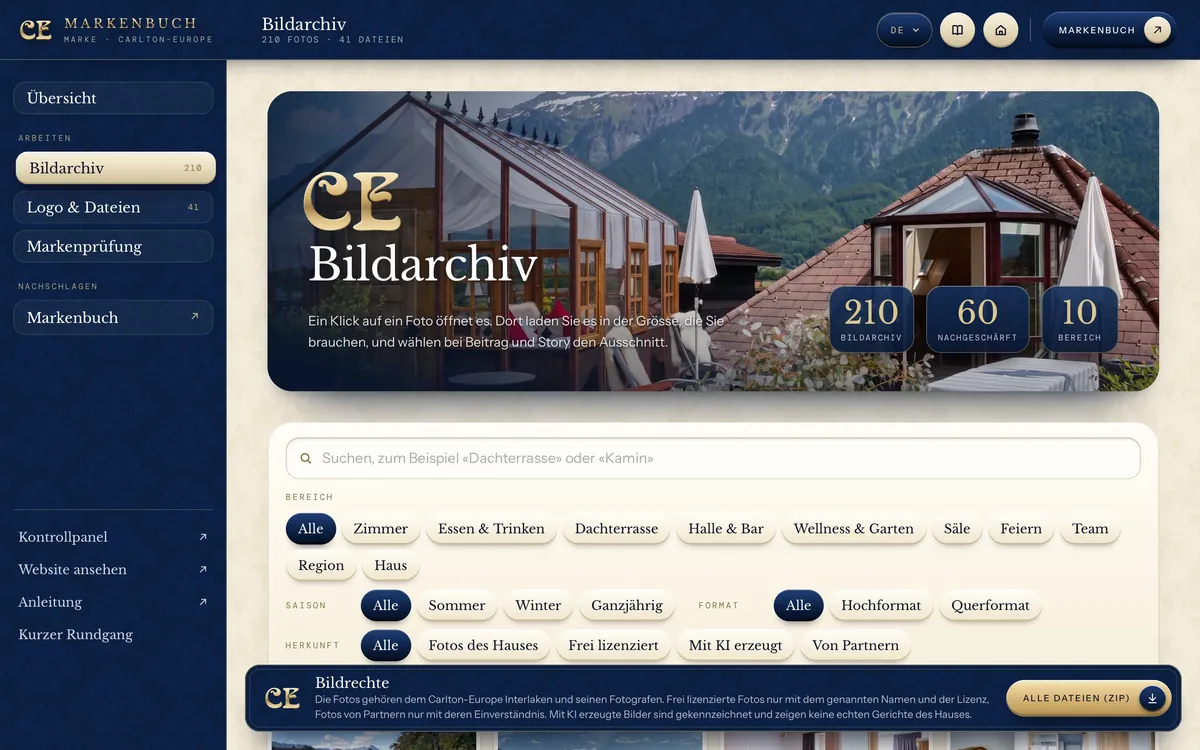 CE MARKENBUCH
MARKE · CARLTON-EUROPE
Bildarchiv
210 FOTOS · 41 DATEIEN
DE
MARKENBUCH
Übersicht
ARBEITEN
Bildarchiv 210
Logo & Dateien 41
Markenprüfung
NACHSCHLAGEN
Markenbuch
Kontrollpanel
Website ansehen
Anleitung
Kurzer Rundgang
CE
Bildarchiv
Ein Klick auf ein Foto öffnet es. Dort laden Sie es in der Grösse, die Sie
brauchen, und wählen bei Beitrag und Story den Ausschnitt.
210 60 10
BILDARCHIV NACHGESCHÄRFT BEREICH
Suchen, zum Beispiel «Dachterrasse» oder «Kamin»
BEREICH
Alle Zimmer Essen & Trinken Dachterrasse Halle & Bar Wellness & Garten Säle Feiern Team
Region Haus
SAISON Alle Sommer Winter Ganzjährig FORMAT Alle Hochformat Querformat
HERKUNFT Alle Fotos des Hauses Frei lizenziert Mit KI erzeugt Von Partnern
CE
Bildrechte
Die Fotos gehören dem Carlton-Europe Interlaken und seinen Fotografen. Frei lizenzierte Fotos nur mit dem genannten Namen und der Lizenz,
Fotos von Partnern nur mit deren Einverständnis. Mit KI erzeugte Bilder sind gekennzeichnet und zeigen keine echten Gerichte des Hauses.
ALLE DATEIEN (ZIP)